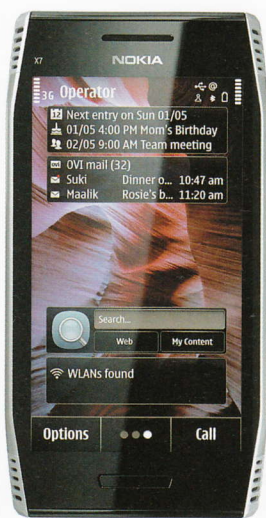 X7
NOKIA
36 Operator
12 Next entry on Sun 01/05
01/05 4:00 PM Mom's Birthday
02/05 9:00 AM Team meeting
ovi OVI mail (32)
Suki Dinner o... 10:47 am
Maalik Rosie's b... 11:20 am
Search...
Web My Content
WLANs found
Options Call